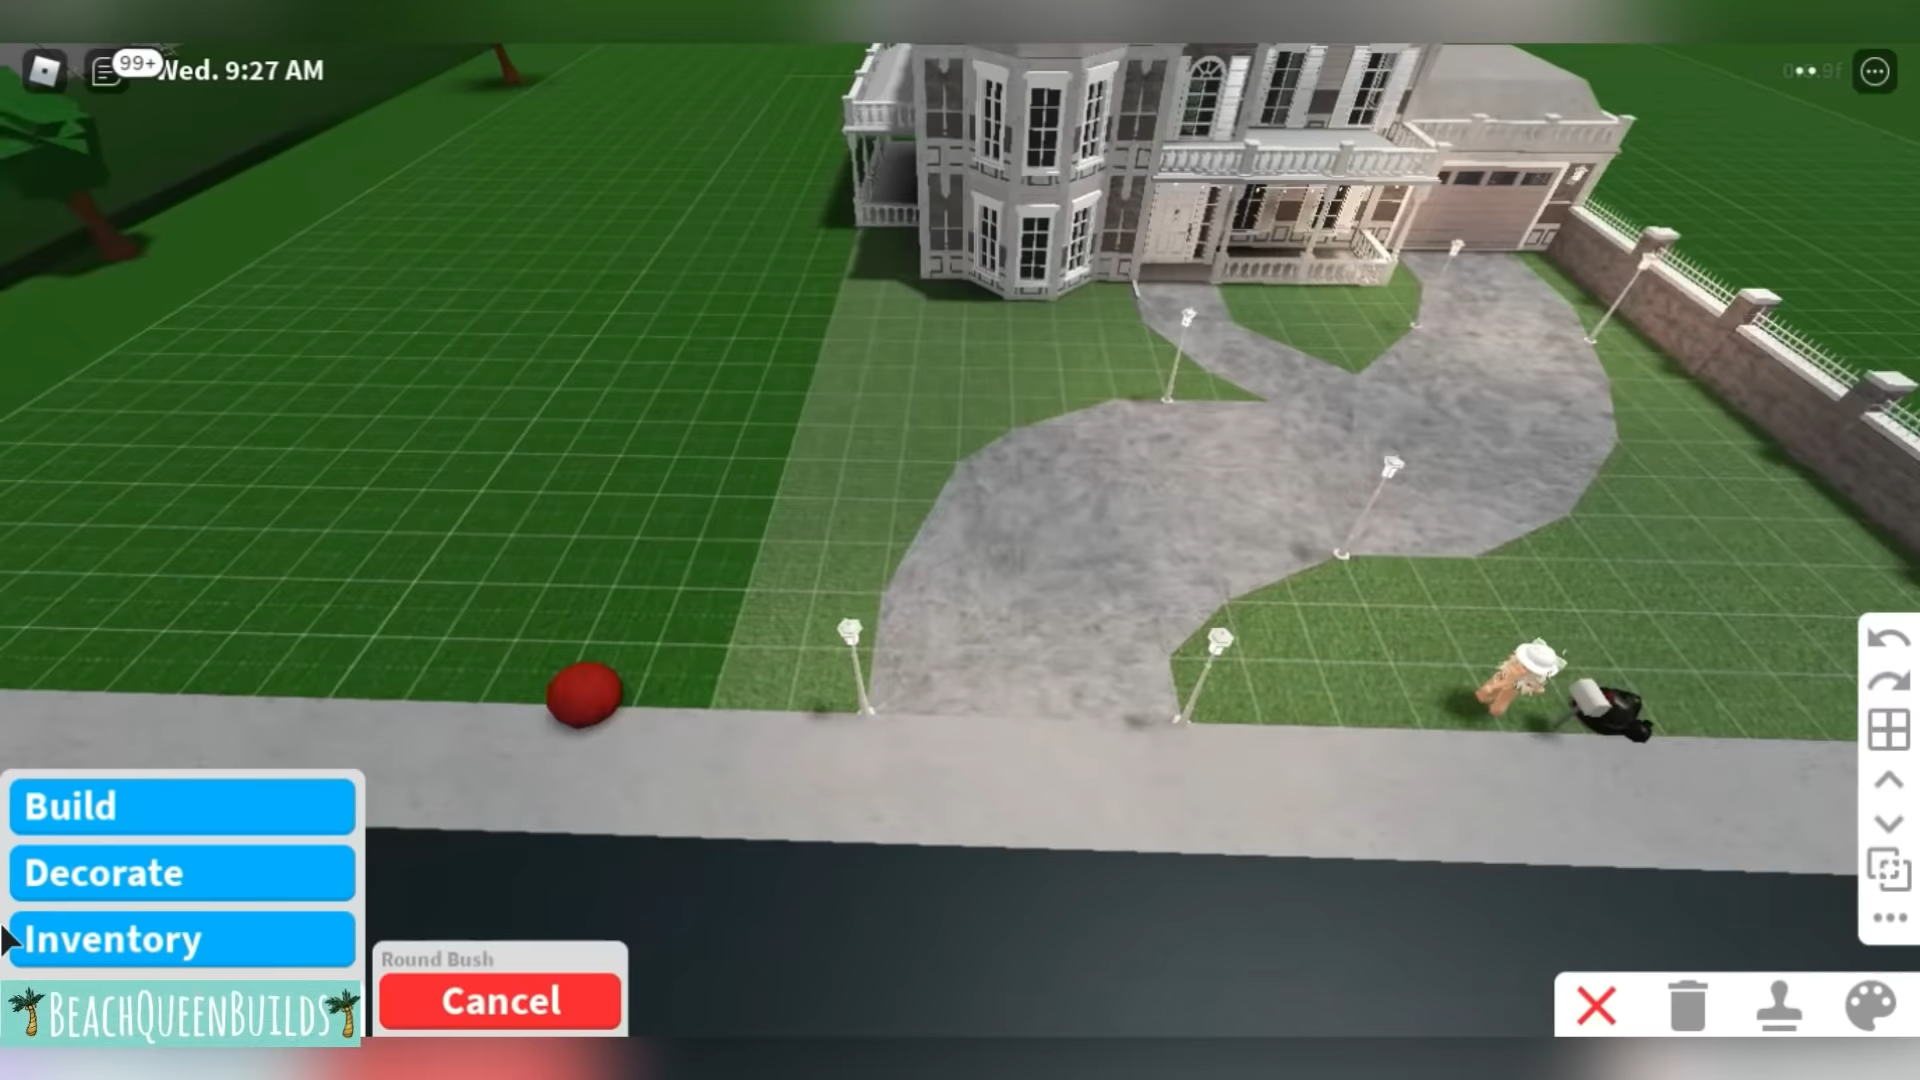 99+
Wed. 9:27 AM
Build
Decorate
Inventory
Round Bush
Cancel
BEACHQUEENBUILDS